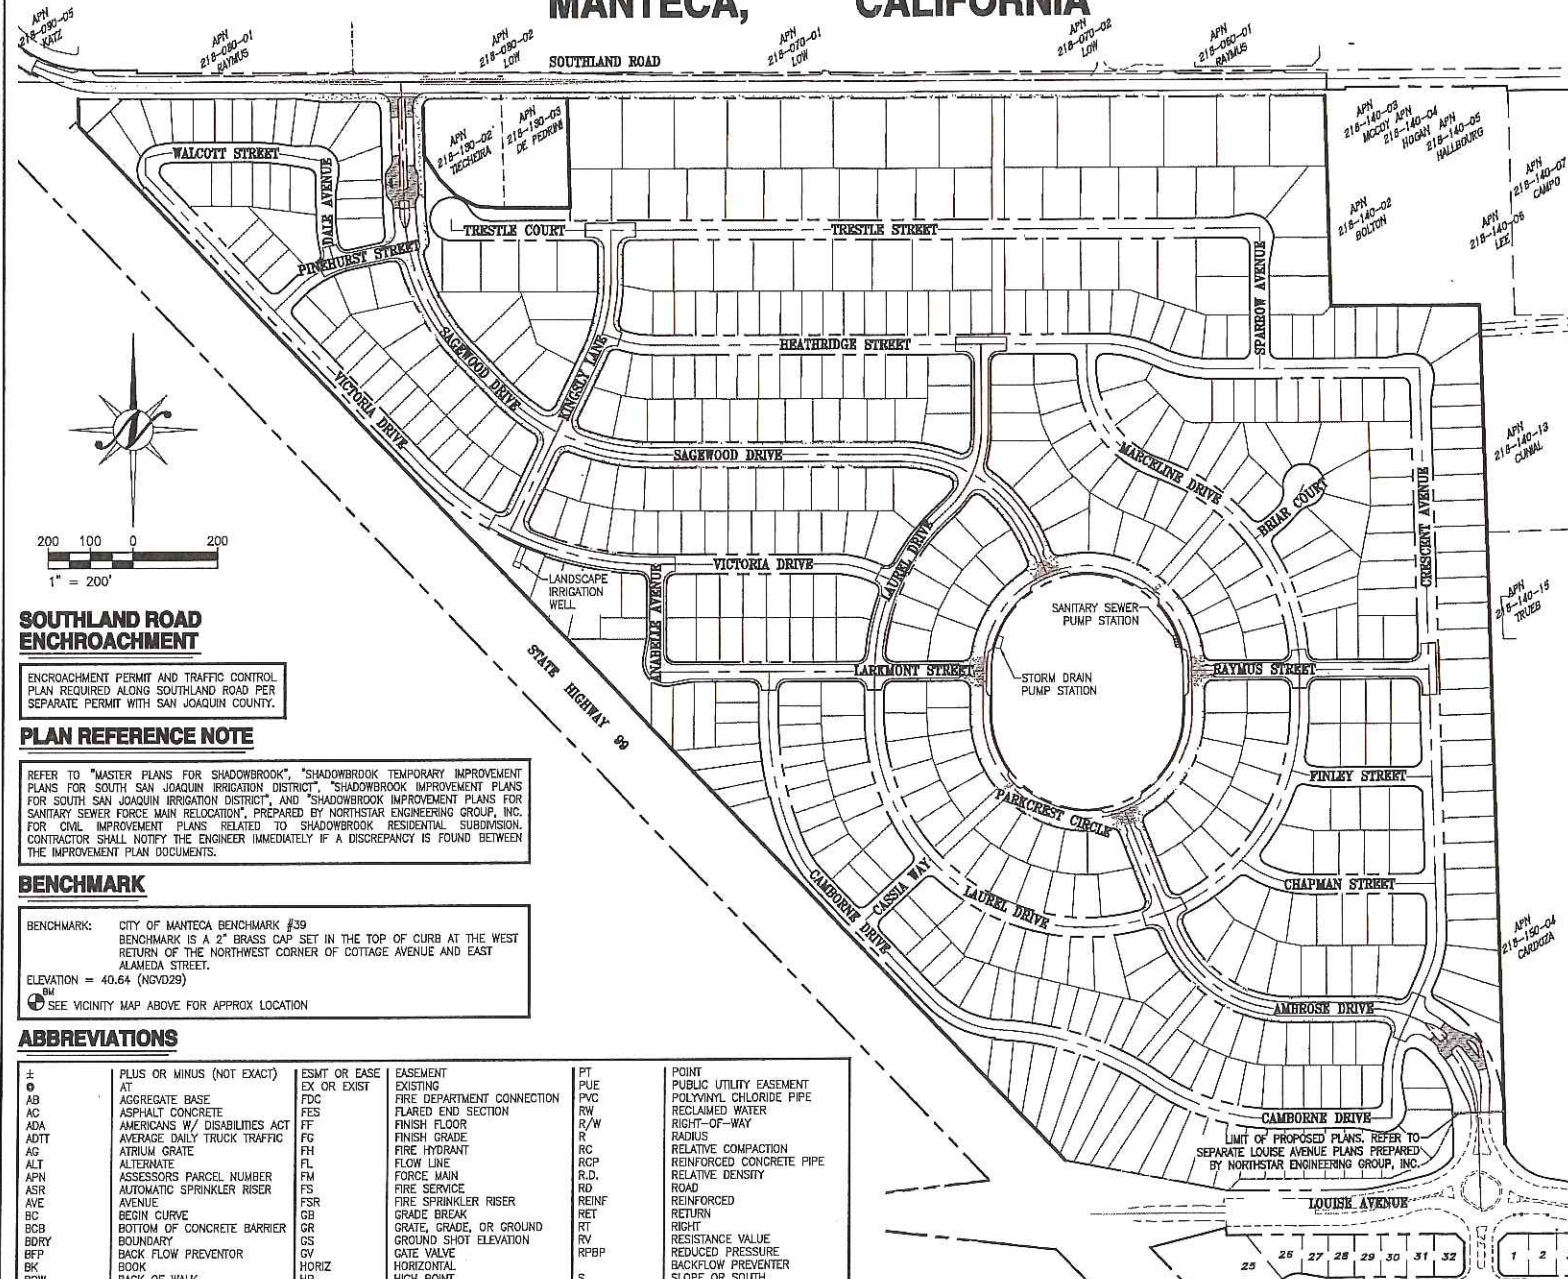 MANTECA, CALIFORNIA
APN
218-090-05
KATZ
APN
218-080-01
RAYMUS
APN
218-080-02
LOW
SOUTHLAND ROAD
APN
218-070-01
LOW
APN
218-070-02
LOW
APN
218-060-01
RAYMUS
APN
218-130-02
TIECHEIRA
APN
218-130-03
DE PEDRINI
APN
218-140-03
MCCOY
APN
218-140-04
HOGAN
APN
218-140-05
HALLBOURG
APN
218-140-07
CAMPO
APN
218-140-02
BOLTON
APN
218-140-06
LEE
WALCOTT STREET
DALE AVENUE
PINEHURST STREET
TRESTLE COURT
TRESTLE STREET
SPARROW AVENUE
HEATHRIDGE STREET
SAGEWOOD DRIVE
KINGSLY LANE
VICTORIA DRIVE
SAGEWOOD DRIVE
MARCELINE DRIVE
BRIAR COURT
CRESCENT AVENUE
APN
218-140-13
CUNIAL
APN
218-140-15
TRUEB
LAUREL DRIVE
VICTORIA DRIVE
ANABELLE AVENUE
LANDSCAPE
IRRIGATION
WELL
SANITARY SEWER
PUMP STATION
LARKMONT STREET
RAYMUS STREET
STORM DRAIN
PUMP STATION
STATE HIGHWAY 99
FINLEY STREET
PARKCREST CIRCLE
CHAPMAN STREET
CAMBORNE DRIVE
CASSIA WAY
LAUREL DRIVE
APN
218-150-04
CARDOZA
AMBROSE DRIVE
CAMBORNE DRIVE
LIMIT OF PROPOSED PLANS. REFER TO
SEPARATE LOUISE AVENUE PLANS PREPARED
BY NORTHSTAR ENGINEERING GROUP, INC.
LOUISE AVENUE
25 26 27 28 29 30 31 32 1 2
200 100 0 200
1" = 200'
SOUTHLAND ROAD
ENCHROACHMENT
ENCROACHMENT PERMIT AND TRAFFIC CONTROL
PLAN REQUIRED ALONG SOUTHLAND ROAD PER
SEPARATE PERMIT WITH SAN JOAQUIN COUNTY.
PLAN REFERENCE NOTE
REFER TO "MASTER PLANS FOR SHADOWBROOK", "SHADOWBROOK TEMPORARY IMPROVEMENT
PLANS FOR SOUTH SAN JOAQUIN IRRIGATION DISTRICT", "SHADOWBROOK IMPROVEMENT PLANS
FOR SOUTH SAN JOAQUIN IRRIGATION DISTRICT", AND "SHADOWBROOK IMPROVEMENT PLANS FOR
SANITARY SEWER FORCE MAIN RELOCATION", PREPARED BY NORTHSTAR ENGINEERING GROUP, INC.
FOR CIVIL IMPROVEMENT PLANS RELATED TO SHADOWBROOK RESIDENTIAL SUBDIVISION.
CONTRACTOR SHALL NOTIFY THE ENGINEER IMMEDIATELY IF A DISCREPANCY IS FOUND BETWEEN
THE IMPROVEMENT PLAN DOCUMENTS.
BENCHMARK
BENCHMARK: CITY OF MANTECA BENCHMARK #39
BENCHMARK IS A 2" BRASS CAP SET IN THE TOP OF CURB AT THE WEST
RETURN OF THE NORTHWEST CORNER OF COTTAGE AVENUE AND EAST
ALAMEDA STREET.
ELEVATION = 40.64 (NGVD29)
BM
SEE VICINITY MAP ABOVE FOR APPROX LOCATION
ABBREVIATIONS
± PLUS OR MINUS (NOT EXACT) ESMT OR EASE EASEMENT PT POINT
@ AT EX OR EXIST EXISTING PUE PUBLIC UTILITY EASEMENT
AB AGGREGATE BASE FDC FIRE DEPARTMENT CONNECTION PVC POLYVINYL CHLORIDE PIPE
AC ASPHALT CONCRETE FES FLARED END SECTION RW RECLAIMED WATER
ADA AMERICANS W/ DISABILITIES ACT FF FINISH FLOOR R/W RIGHT-OF-WAY
ADTT AVERAGE DAILY TRUCK TRAFFIC FG FINISH GRADE R RADIUS
AG ATRIUM GRATE FH FIRE HYDRANT RC RELATIVE COMPACTION
ALT ALTERNATE FL FLOW LINE RCP REINFORCED CONCRETE PIPE
APN ASSESSORS PARCEL NUMBER FM FORCE MAIN R.D. RELATIVE DENSITY
ASR AUTOMATIC SPRINKLER RISER FS FIRE SERVICE RD ROAD
AVE AVENUE FSR FIRE SPRINKLER RISER REINF REINFORCED
BC BEGIN CURVE GB GRADE BREAK RET RETURN
BCB BOTTOM OF CONCRETE BARRIER GR GRATE, GRADE, OR GROUND RT RIGHT
BDRY BOUNDARY GS GROUND SHOT ELEVATION RV RESISTANCE VALUE
BFP BACK FLOW PREVENTOR GV GATE VALVE RPBP REDUCED PRESSURE
BK BOOK HORIZ HORIZONTAL BACKFLOW PREVENTER
BOW BACK OF WALK HP HIGH POINT S SLOPE OR SOUTH